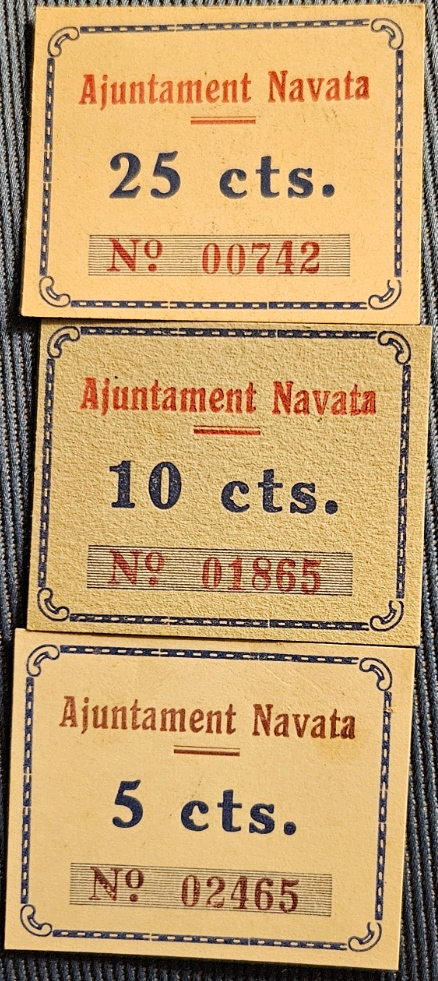 Ajuntament Navata
25 cts.
Nº 00742
Ajuntament Navata
10 cts.
Nº 01865
Ajuntament Navata
5 cts.
Nº 02465